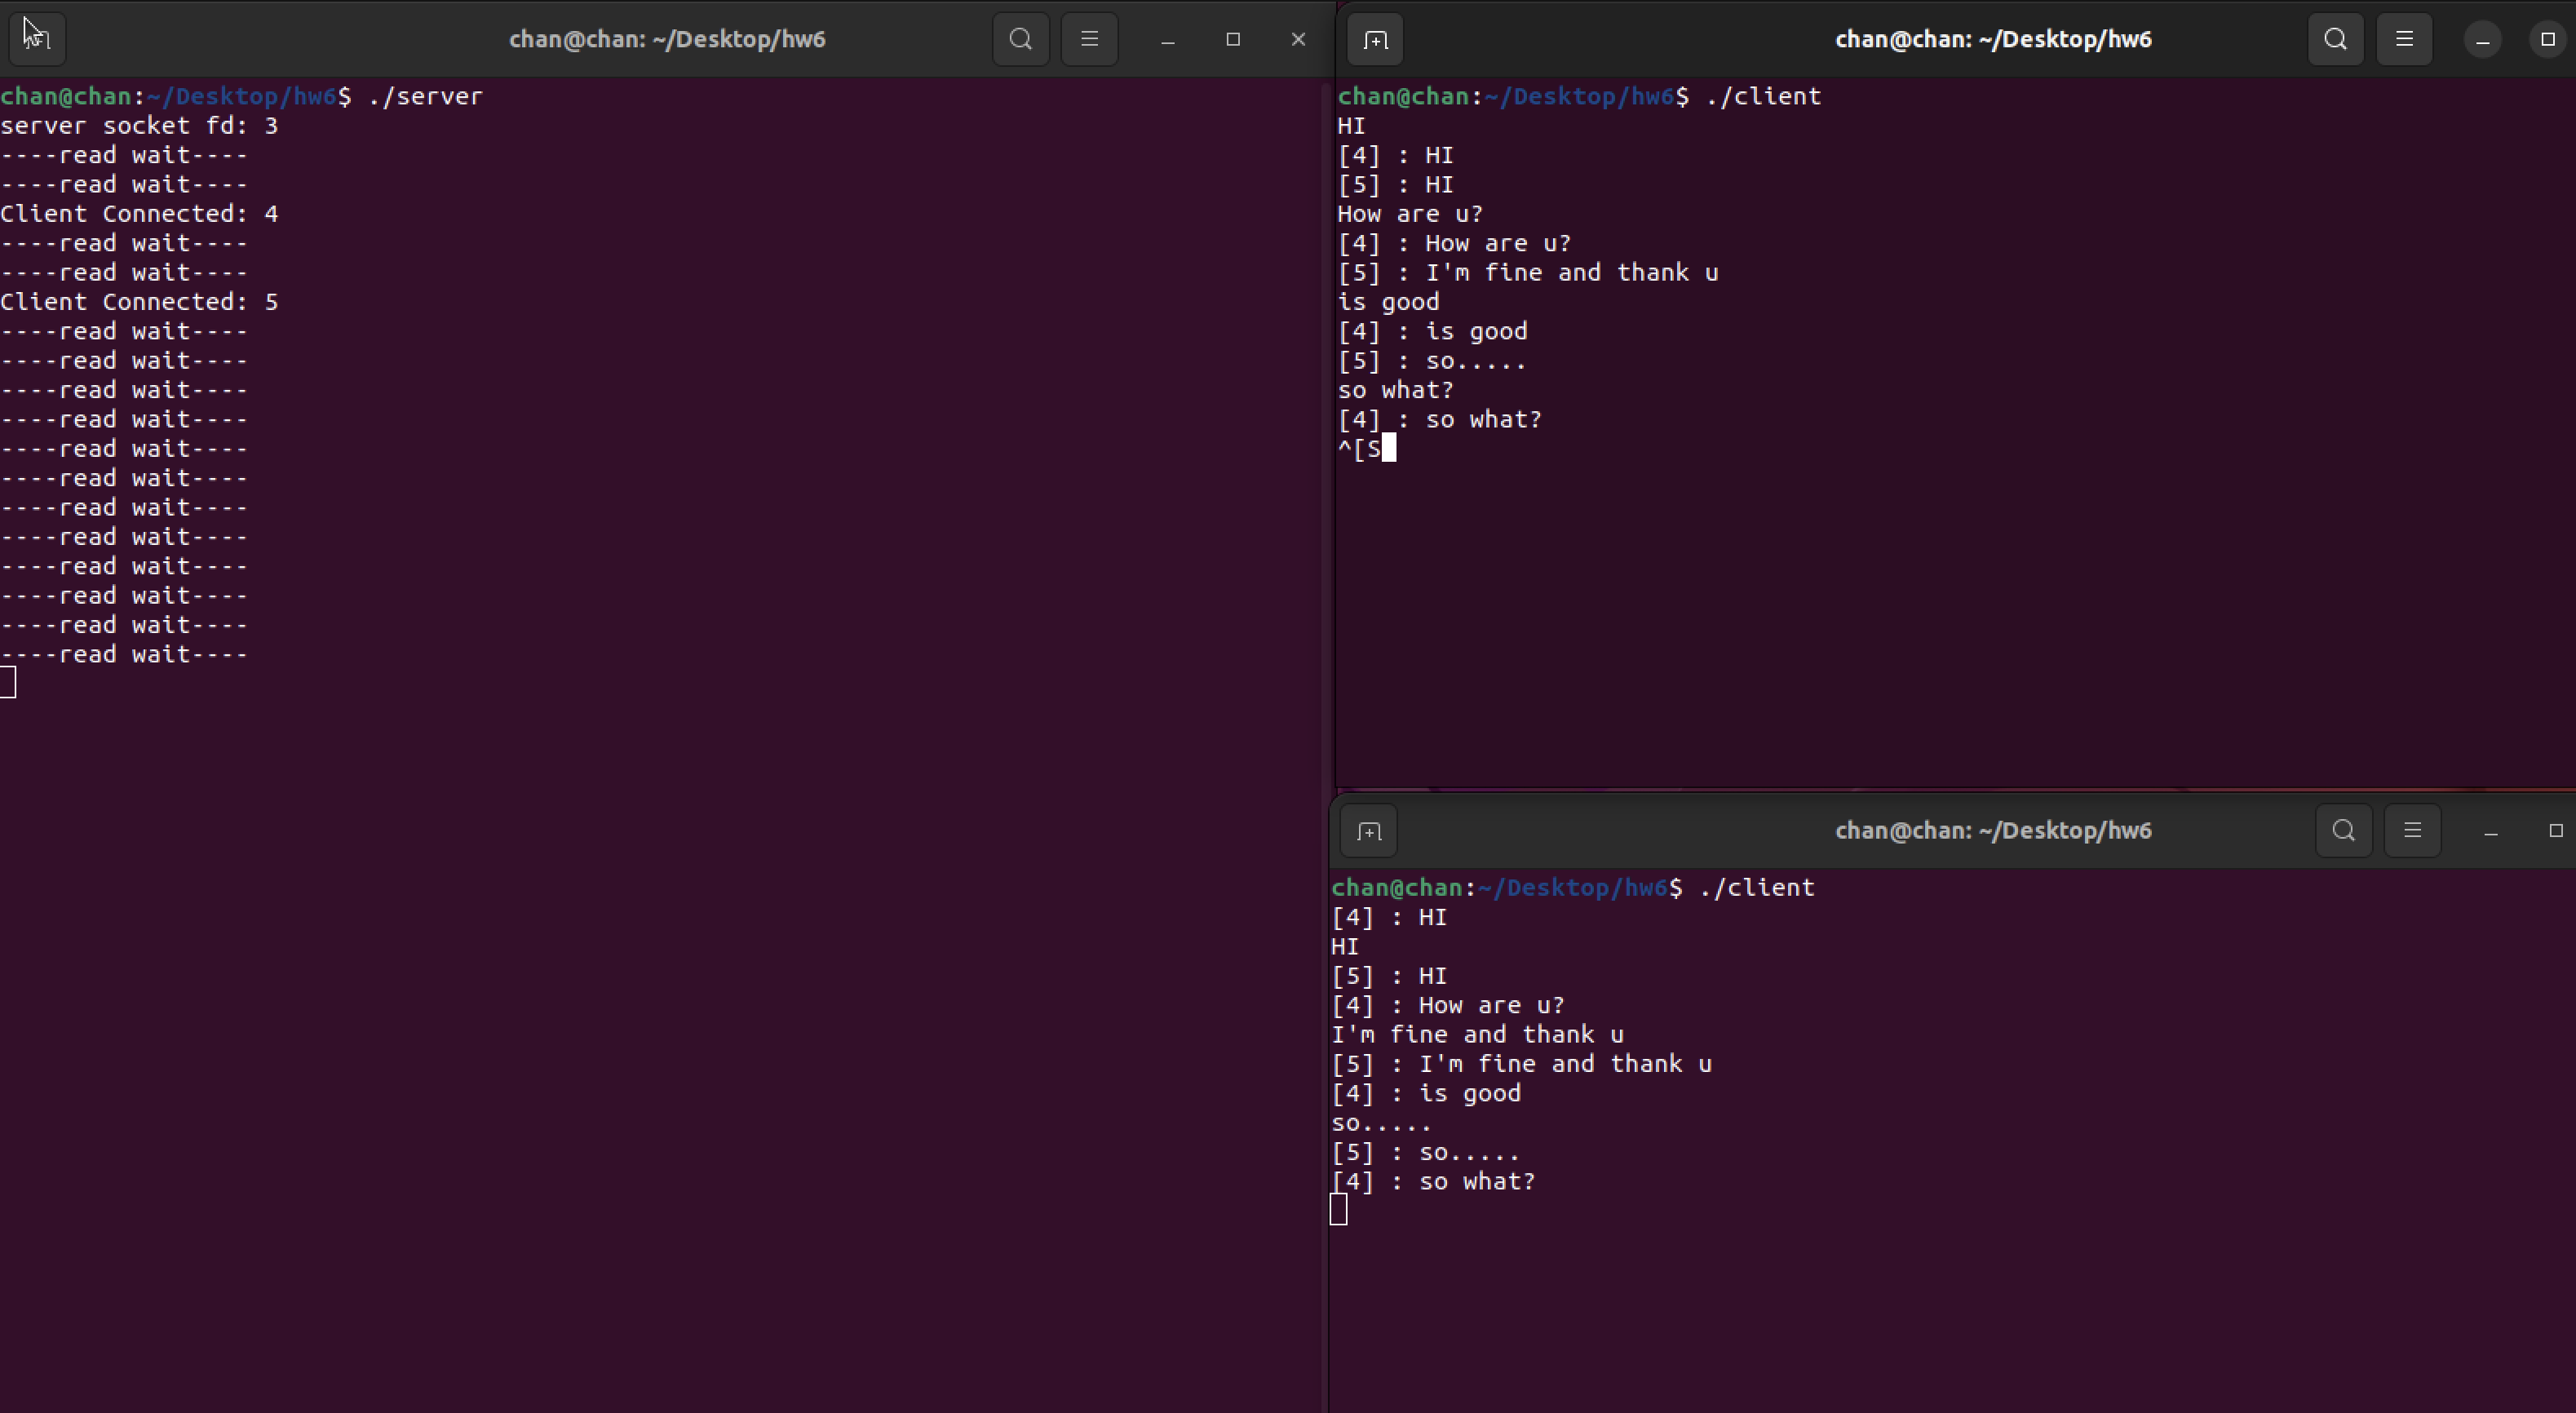 chan@chan: ~/Desktop/hw6
chan@chan:~/Desktop/hw6$ ./server
server socket fd: 3
----read wait----
----read wait----
Client Connected: 4
----read wait----
----read wait----
Client Connected: 5
----read wait----
----read wait----
----read wait----
----read wait----
----read wait----
----read wait----
----read wait----
----read wait----
----read wait----
----read wait----
----read wait----
----read wait----
chan@chan: ~/Desktop/hw6
chan@chan:~/Desktop/hw6$ ./client
HI
[4] : HI
[5] : HI
How are u?
[4] : How are u?
[5] : I'm fine and thank u
is good
[4] : is good
[5] : so.....
so what?
[4] : so what?
^[S
chan@chan: ~/Desktop/hw6
chan@chan:~/Desktop/hw6$ ./client
[4] : HI
HI
[5] : HI
[4] : How are u?
I'm fine and thank u
[5] : I'm fine and thank u
[4] : is good
so.....
[5] : so.....
[4] : so what?